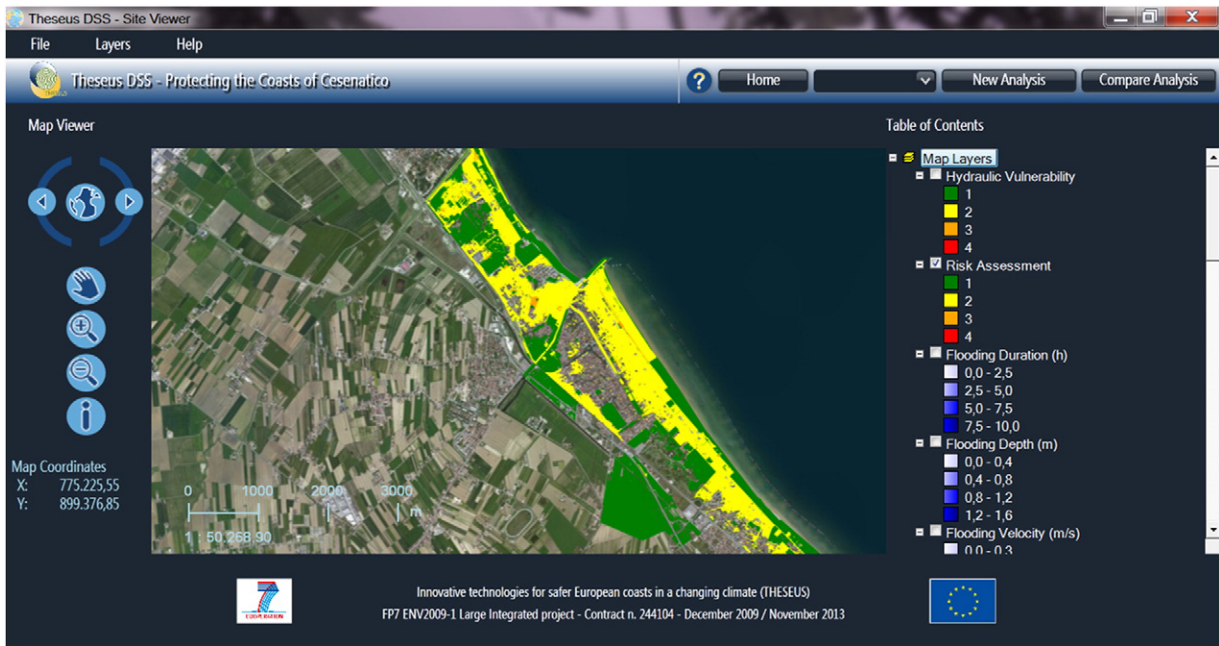 Theseus DSS - Site Viewer
File Layers Help
Theseus DSS - Protecting the Coasts of Cesenatico
? Home New Analysis Compare Analysis
Map Viewer
Table of Contents
Map Layers
Hydraulic Vulnerability
1
2
3
4
Risk Assessment
1
2
3
4
Flooding Duration (h)
0,0 - 2,5
2,5 - 5,0
5,0 - 7,5
7,5 - 10,0
Flooding Depth (m)
0,0 - 0,4
0,4 - 0,8
0,8 - 1,2
1,2 - 1,6
Flooding Velocity (m/s)
0,0 - 0,3
Map Coordinates
X: 775.225,55
Y: 899.376,85
0 1000 2000 3000
m
1 : 50.268,90
7
COOPERATION
Innovative technologies for safer European coasts in a changing climate (THESEUS)
FP7 ENV2009-1 Large Integrated project - Contract n. 244104 - December 2009 / November 2013